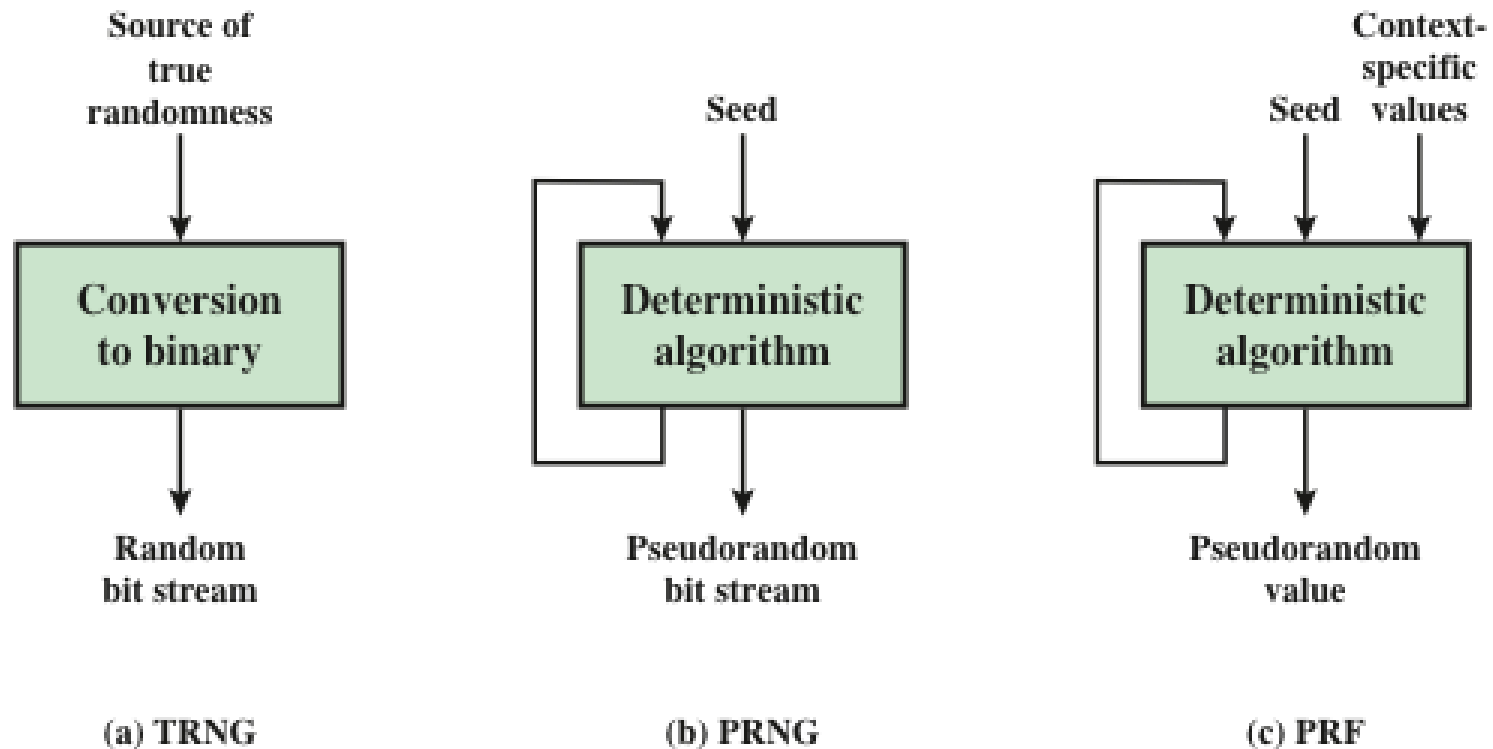 Source of
true
randomness
Conversion
to binary
Random
bit stream
(a) TRNG
Seed
Deterministic
algorithm
Pseudorandom
bit stream
(b) PRNG
Context-
specific
values
Seed
Deterministic
algorithm
Pseudorandom
value
(c) PRF